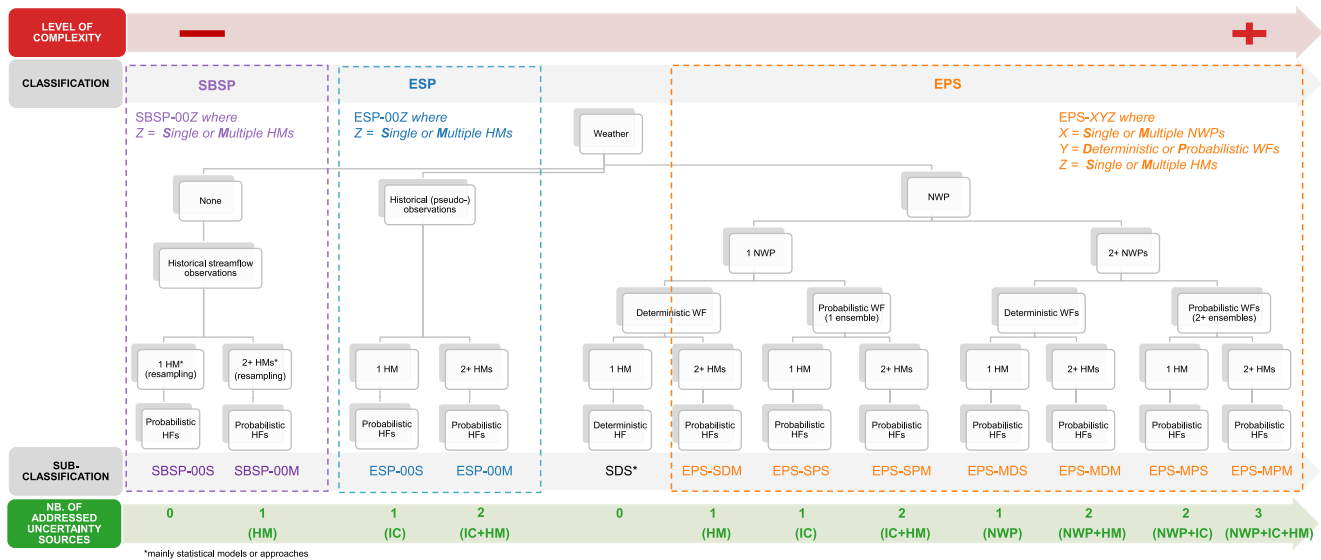 LEVEL OF
COMPLEXITY
CLASSIFICATION
SBSP
ESP
EPS
SBSP-00Z where
Z = Single or Multiple HMs
ESP-00Z where
Z = Single or Multiple HMs
EPS-XYZ where
X = Single or Multiple NWPs
Y = Deterministic or Probabilistic WFs
Z = Single or Multiple HMs
Weather
None
Historical (pseudo-)
observations
NWP
Historical streamflow
observations
1 NWP
2+ NWPs
Deterministic WF
Probabilistic WF
(1 ensemble)
Deterministic WFs
Probabilistic WFs
(2+ ensembles)
1 HM*
(resampling)
2+ HMs*
(resampling)
1 HM
2+ HMs
1 HM
2+ HMs
1 HM
2+ HMs
1 HM
2+ HMs
1 HM
2+ HMs
Probabilistic
HFs
Probabilistic
HFs
Probabilistic
HFs
Probabilistic
HFs
Deterministic
HF
Probabilistic
HFs
Probabilistic
HFs
Probabilistic
HFs
Probabilistic
HFs
Probabilistic
HFs
Probabilistic
HFs
Probabilistic
HFs
SUB-
CLASSIFICATION
SBSP-00S
SBSP-00M
ESP-00S
ESP-00M
SDS*
EPS-SDM
EPS-SPS
EPS-SPM
EPS-MDS
EPS-MDM
EPS-MPS
EPS-MPM
NB. OF
ADDRESSED
UNCERTAINTY
SOURCES
0
1
(HM)
1
(IC)
2
(IC+HM)
0
1
(HM)
1
(IC)
2
(IC+HM)
1
(NWP)
2
(NWP+HM)
2
(NWP+IC)
3
(NWP+IC+HM)
*mainly statistical models or approaches